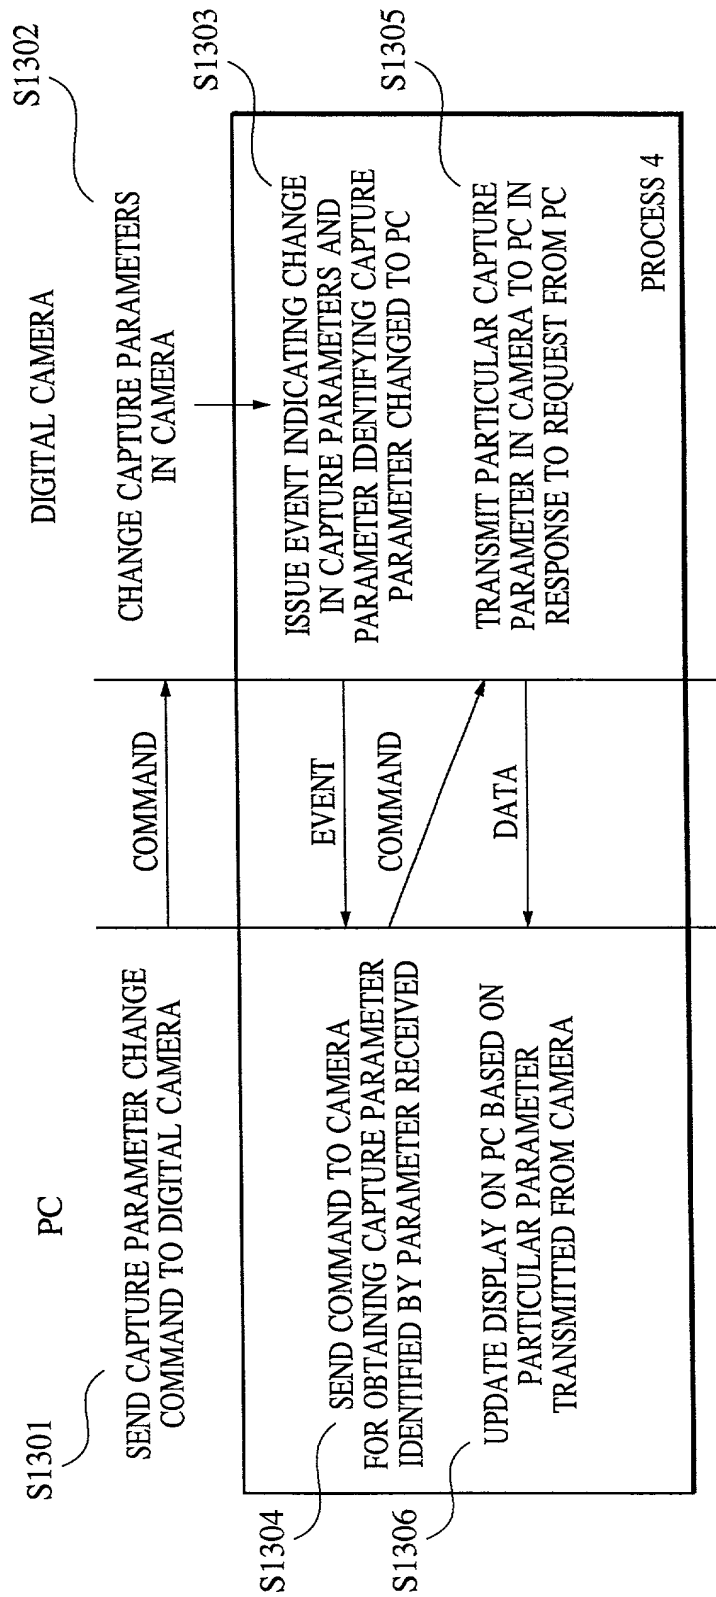 PC
DIGITAL CAMERA
S1301
SEND CAPTURE PARAMETER CHANGE
COMMAND TO DIGITAL CAMERA
COMMAND
S1302
CHANGE CAPTURE PARAMETERS
IN CAMERA
S1303
ISSUE EVENT INDICATING CHANGE
IN CAPTURE PARAMETERS AND
PARAMETER IDENTIFYING CAPTURE
PARAMETER CHANGED TO PC
EVENT
S1304
SEND COMMAND TO CAMERA
FOR OBTAINING CAPTURE PARAMETER
IDENTIFIED BY PARAMETER RECEIVED
COMMAND
S1305
TRANSMIT PARTICULAR CAPTURE
PARAMETER IN CAMERA TO PC IN
RESPONSE TO REQUEST FROM PC
DATA
S1306
UPDATE DISPLAY ON PC BASED ON
PARTICULAR PARAMETER
TRANSMITTED FROM CAMERA
PROCESS 4